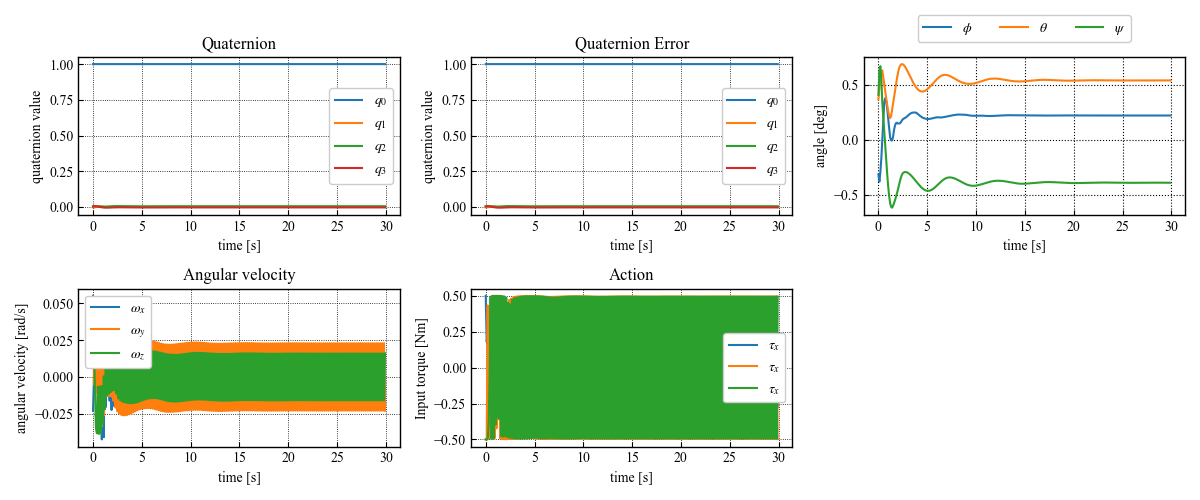 Quaternion
quaternion value
1.00
0.75
0.50
0.25
0.00
q0
q1
q2
q3
0 5 10 15 20 25 30
time [s]
Quaternion Error
quaternion value
1.00
0.75
0.50
0.25
0.00
q0
q1
q2
q3
0 5 10 15 20 25 30
time [s]
ϕ θ ψ
angle [deg]
0.5
0.0
−0.5
0 5 10 15 20 25 30
time [s]
Angular velocity
angular velocity [rad/s]
0.050
0.025
0.000
−0.025
ωx
ωy
ωz
0 5 10 15 20 25 30
time [s]
Action
Input torque [Nm]
0.50
0.25
0.00
−0.25
−0.50
τx
τx
τx
0 5 10 15 20 25 30
time [s]